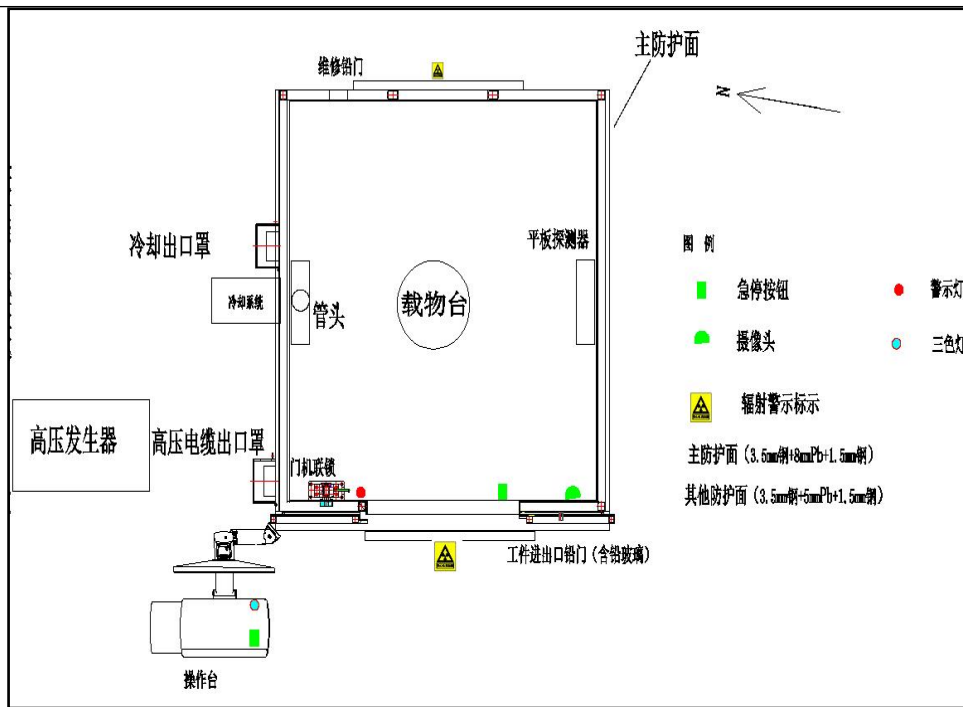 主防护面
维修铅门
N
冷却出口罩
平板探测器
图 例
冷却系统
管头
载物台
急停按钮
警示灯
摄像头
三色灯
辐射警示标示
高压发生器
高压电缆出口罩
门机联锁
主防护面（3.5mm钢+8mmPb+1.5mm钢）
其他防护面（3.5mm钢+5mmPb+1.5mm钢）
工件进出口铅门（含铅玻璃）
操作台